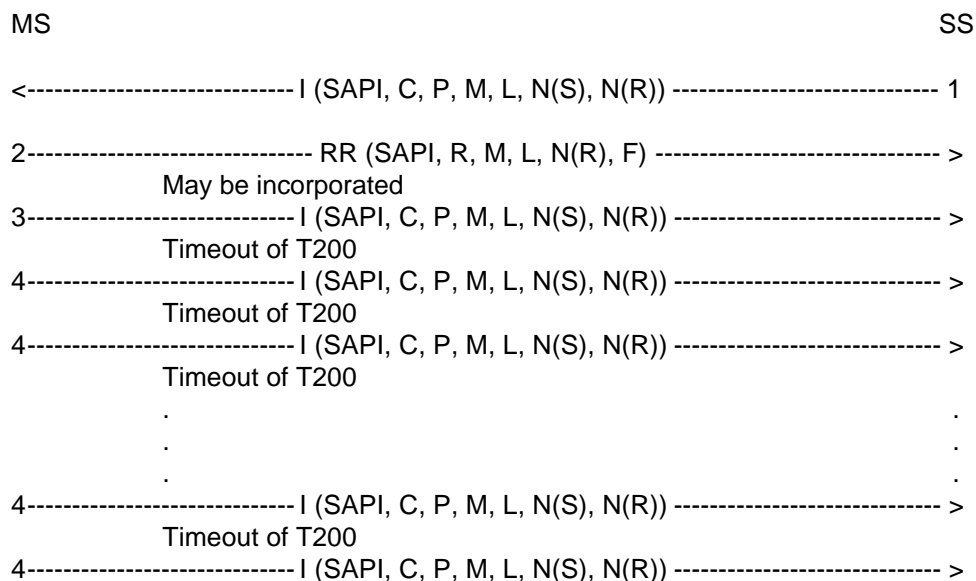 MS SS
<------------------------------ I (SAPI, C, P, M, L, N(S), N(R)) ------------------------------ 1
2-------------------------------- RR (SAPI, R, M, L, N(R), F) -------------------------------- >
May be incorporated
3------------------------------ I (SAPI, C, P, M, L, N(S), N(R)) ------------------------------ >
Timeout of T200
4------------------------------ I (SAPI, C, P, M, L, N(S), N(R)) ------------------------------ >
Timeout of T200
4------------------------------ I (SAPI, C, P, M, L, N(S), N(R)) ------------------------------ >
Timeout of T200
. .
. .
. .
4------------------------------ I (SAPI, C, P, M, L, N(S), N(R)) ------------------------------ >
Timeout of T200
4------------------------------ I (SAPI, C, P, M, L, N(S), N(R)) ------------------------------ >